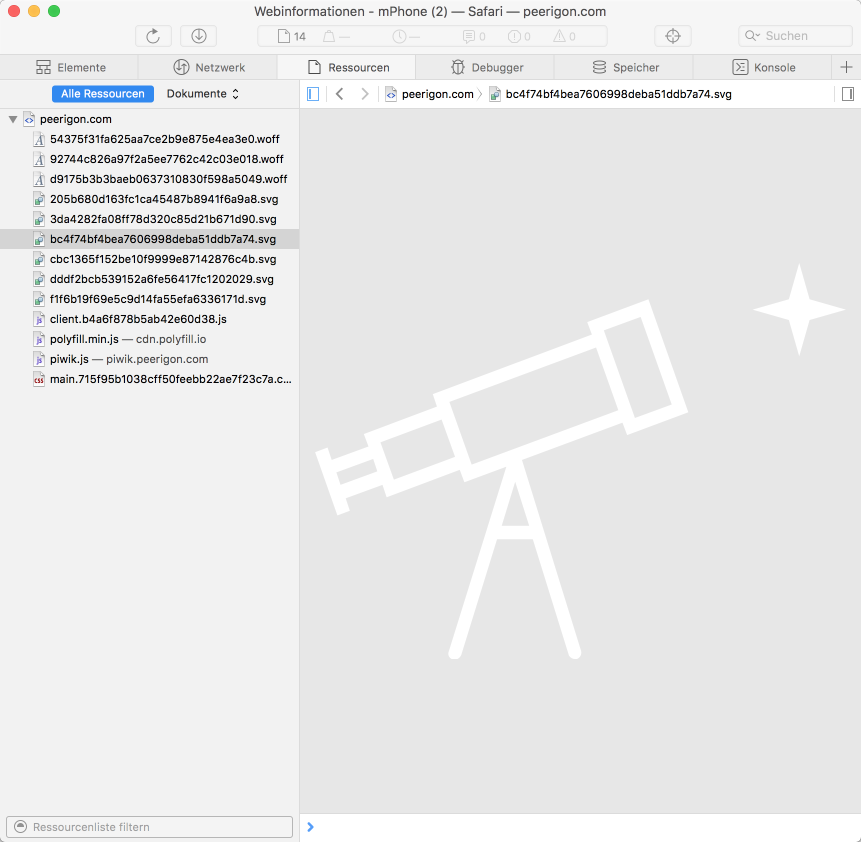 Webinformationen - mPhone (2) — Safari — peerigon.com
14 — — 0 0 0 Suchen
Elemente Netzwerk Ressourcen Debugger Speicher Konsole
Alle Ressourcen Dokumente peerigon.com bc4f74bf4bea7606998deba51ddb7a74.svg
peerigon.com
54375f31fa625aa7ce2b9e875e4ea3e0.woff
92744c826a97f2a5ee7762c42c03e018.woff
d9175b3b3baeb0637310830f598a5049.woff
205b680d163fc1ca45487b8941f6a9a8.svg
3da4282fa08ff78d320c85d21b671d90.svg
bc4f74bf4bea7606998deba51ddb7a74.svg
cbc1365f152be10f9999e87142876c4b.svg
dddf2bcb539152a6fe56417fc1202029.svg
f1f6b19f69e5c9d14fa55efa6336171d.svg
client.b4a6f878b5ab42e60d38.js
polyfill.min.js — cdn.polyfill.io
piwik.js — piwik.peerigon.com
main.715f95b1038cff50feebb22ae7f23c7a.c...
Ressourcenliste filtern